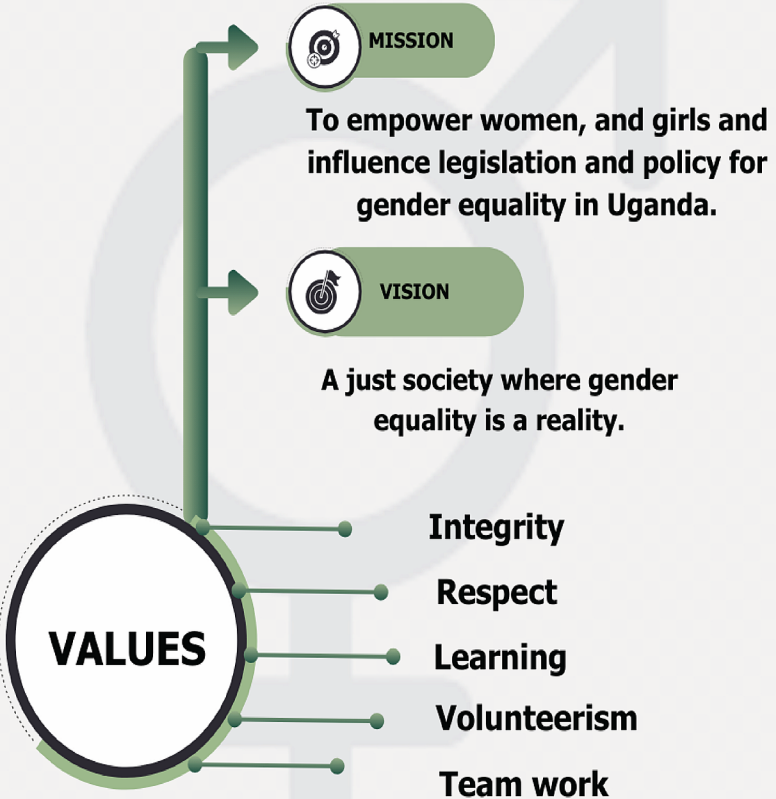 MISSION
To empower women, and girls and
influence legislation and policy for
gender equality in Uganda.
VISION
A just society where gender
equality is a reality.
VALUES
Integrity
Respect
Learning
Volunteerism
Team work